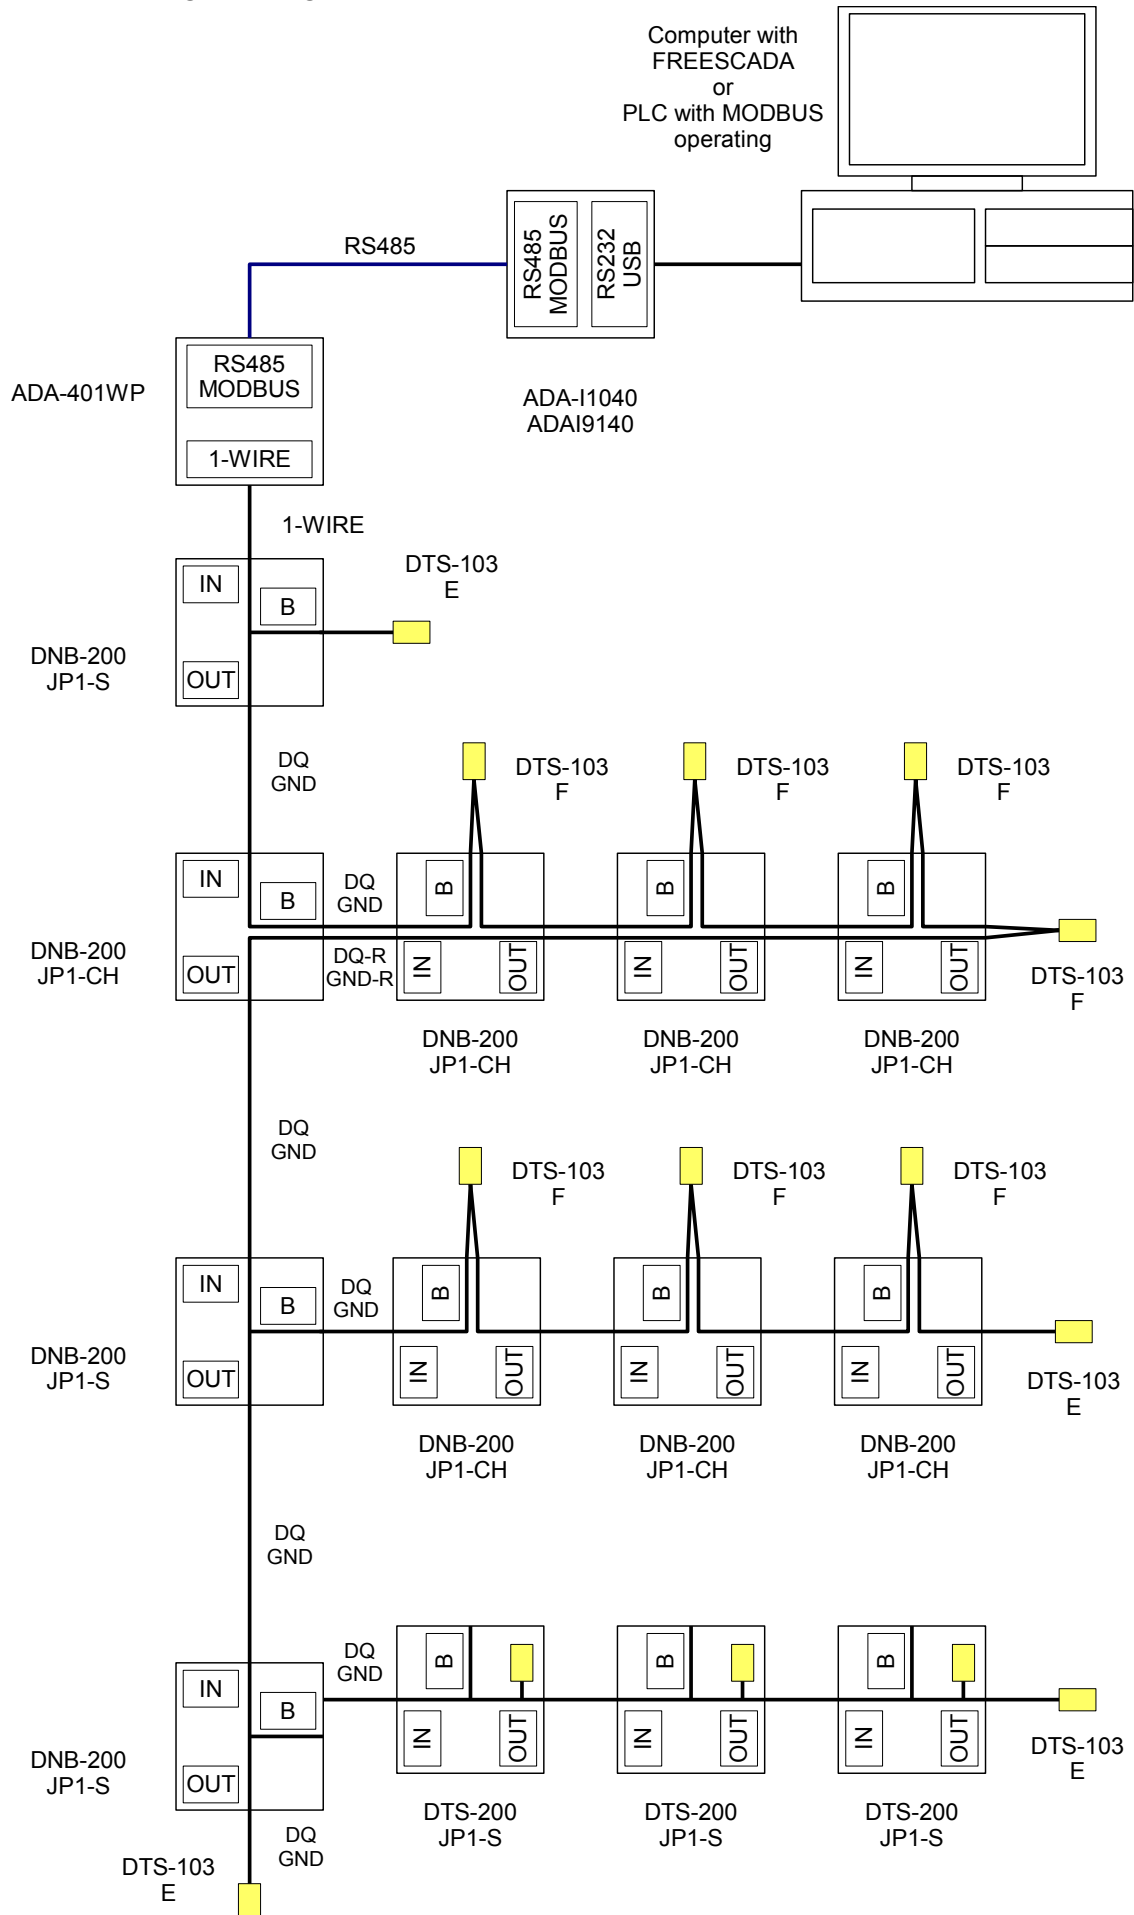 Computer with
FREESCADA
or
PLC with MODBUS
operating
RS485
RS485
MODBUS
RS232
USB
ADA-401WP
RS485
MODBUS
1-WIRE
ADA-I1040
ADAI9140
1-WIRE
DTS-103
E
IN
B
OUT
DNB-200
JP1-S
DQ
GND
DTS-103
F
DTS-103
F
DTS-103
F
IN
B
OUT
DNB-200
JP1-CH
DQ
GND
DQ-R
GND-R
B
IN
OUT
B
IN
OUT
B
IN
OUT
DTS-103
F
DNB-200
JP1-CH
DNB-200
JP1-CH
DNB-200
JP1-CH
DQ
GND
DTS-103
F
DTS-103
F
DTS-103
F
IN
B
OUT
DNB-200
JP1-S
DQ
GND
B
IN
OUT
B
IN
OUT
B
IN
OUT
DTS-103
E
DNB-200
JP1-CH
DNB-200
JP1-CH
DNB-200
JP1-CH
DQ
GND
IN
B
OUT
DNB-200
JP1-S
DQ
GND
B
IN
OUT
B
IN
OUT
B
IN
OUT
DTS-103
E
DTS-200
JP1-S
DTS-200
JP1-S
DTS-200
JP1-S
DQ
GND
DTS-103
E